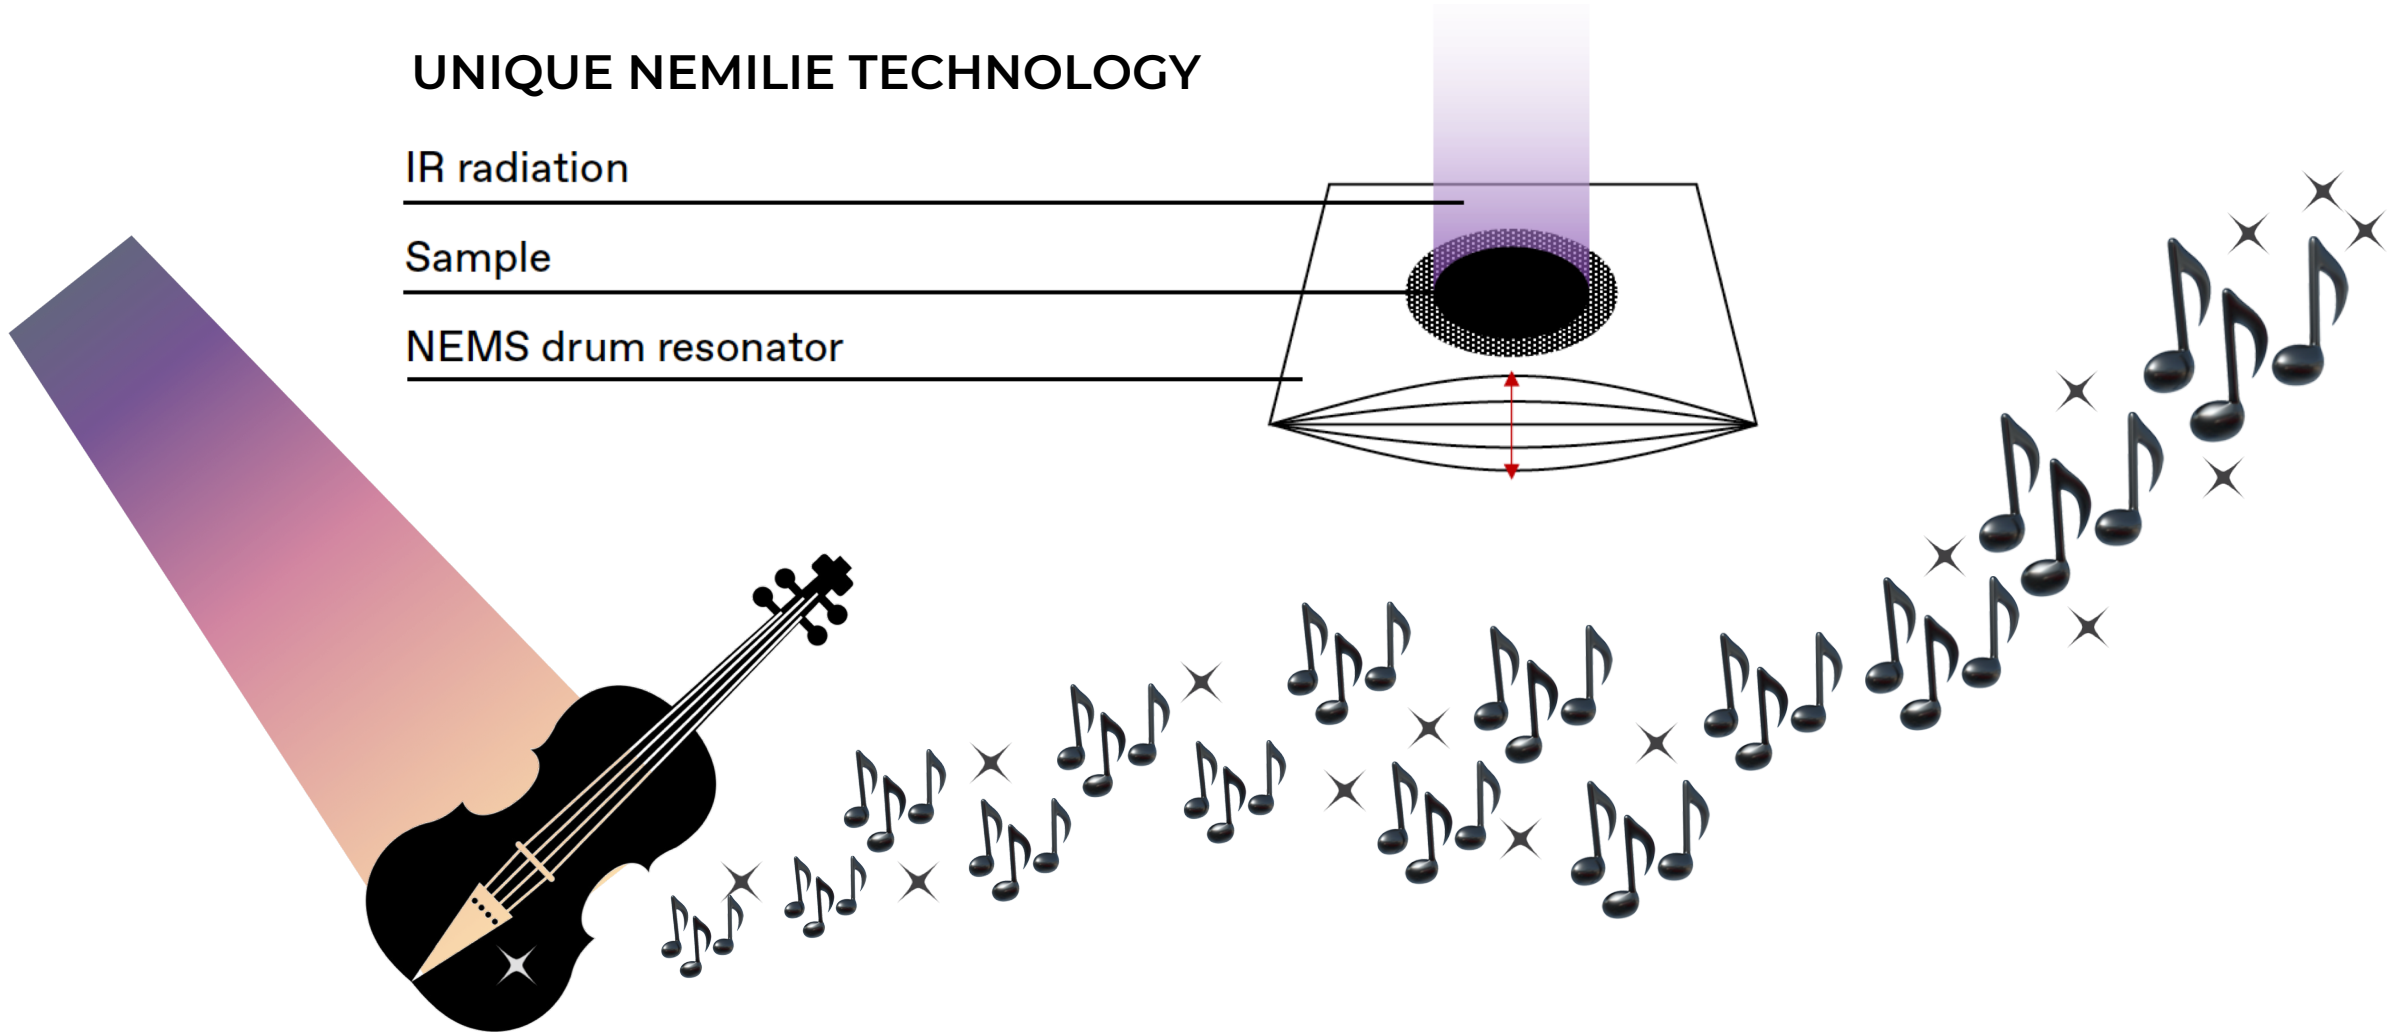 UNIQUE NEMILIE TECHNOLOGY
IR radiation
Sample
NEMS drum resonator